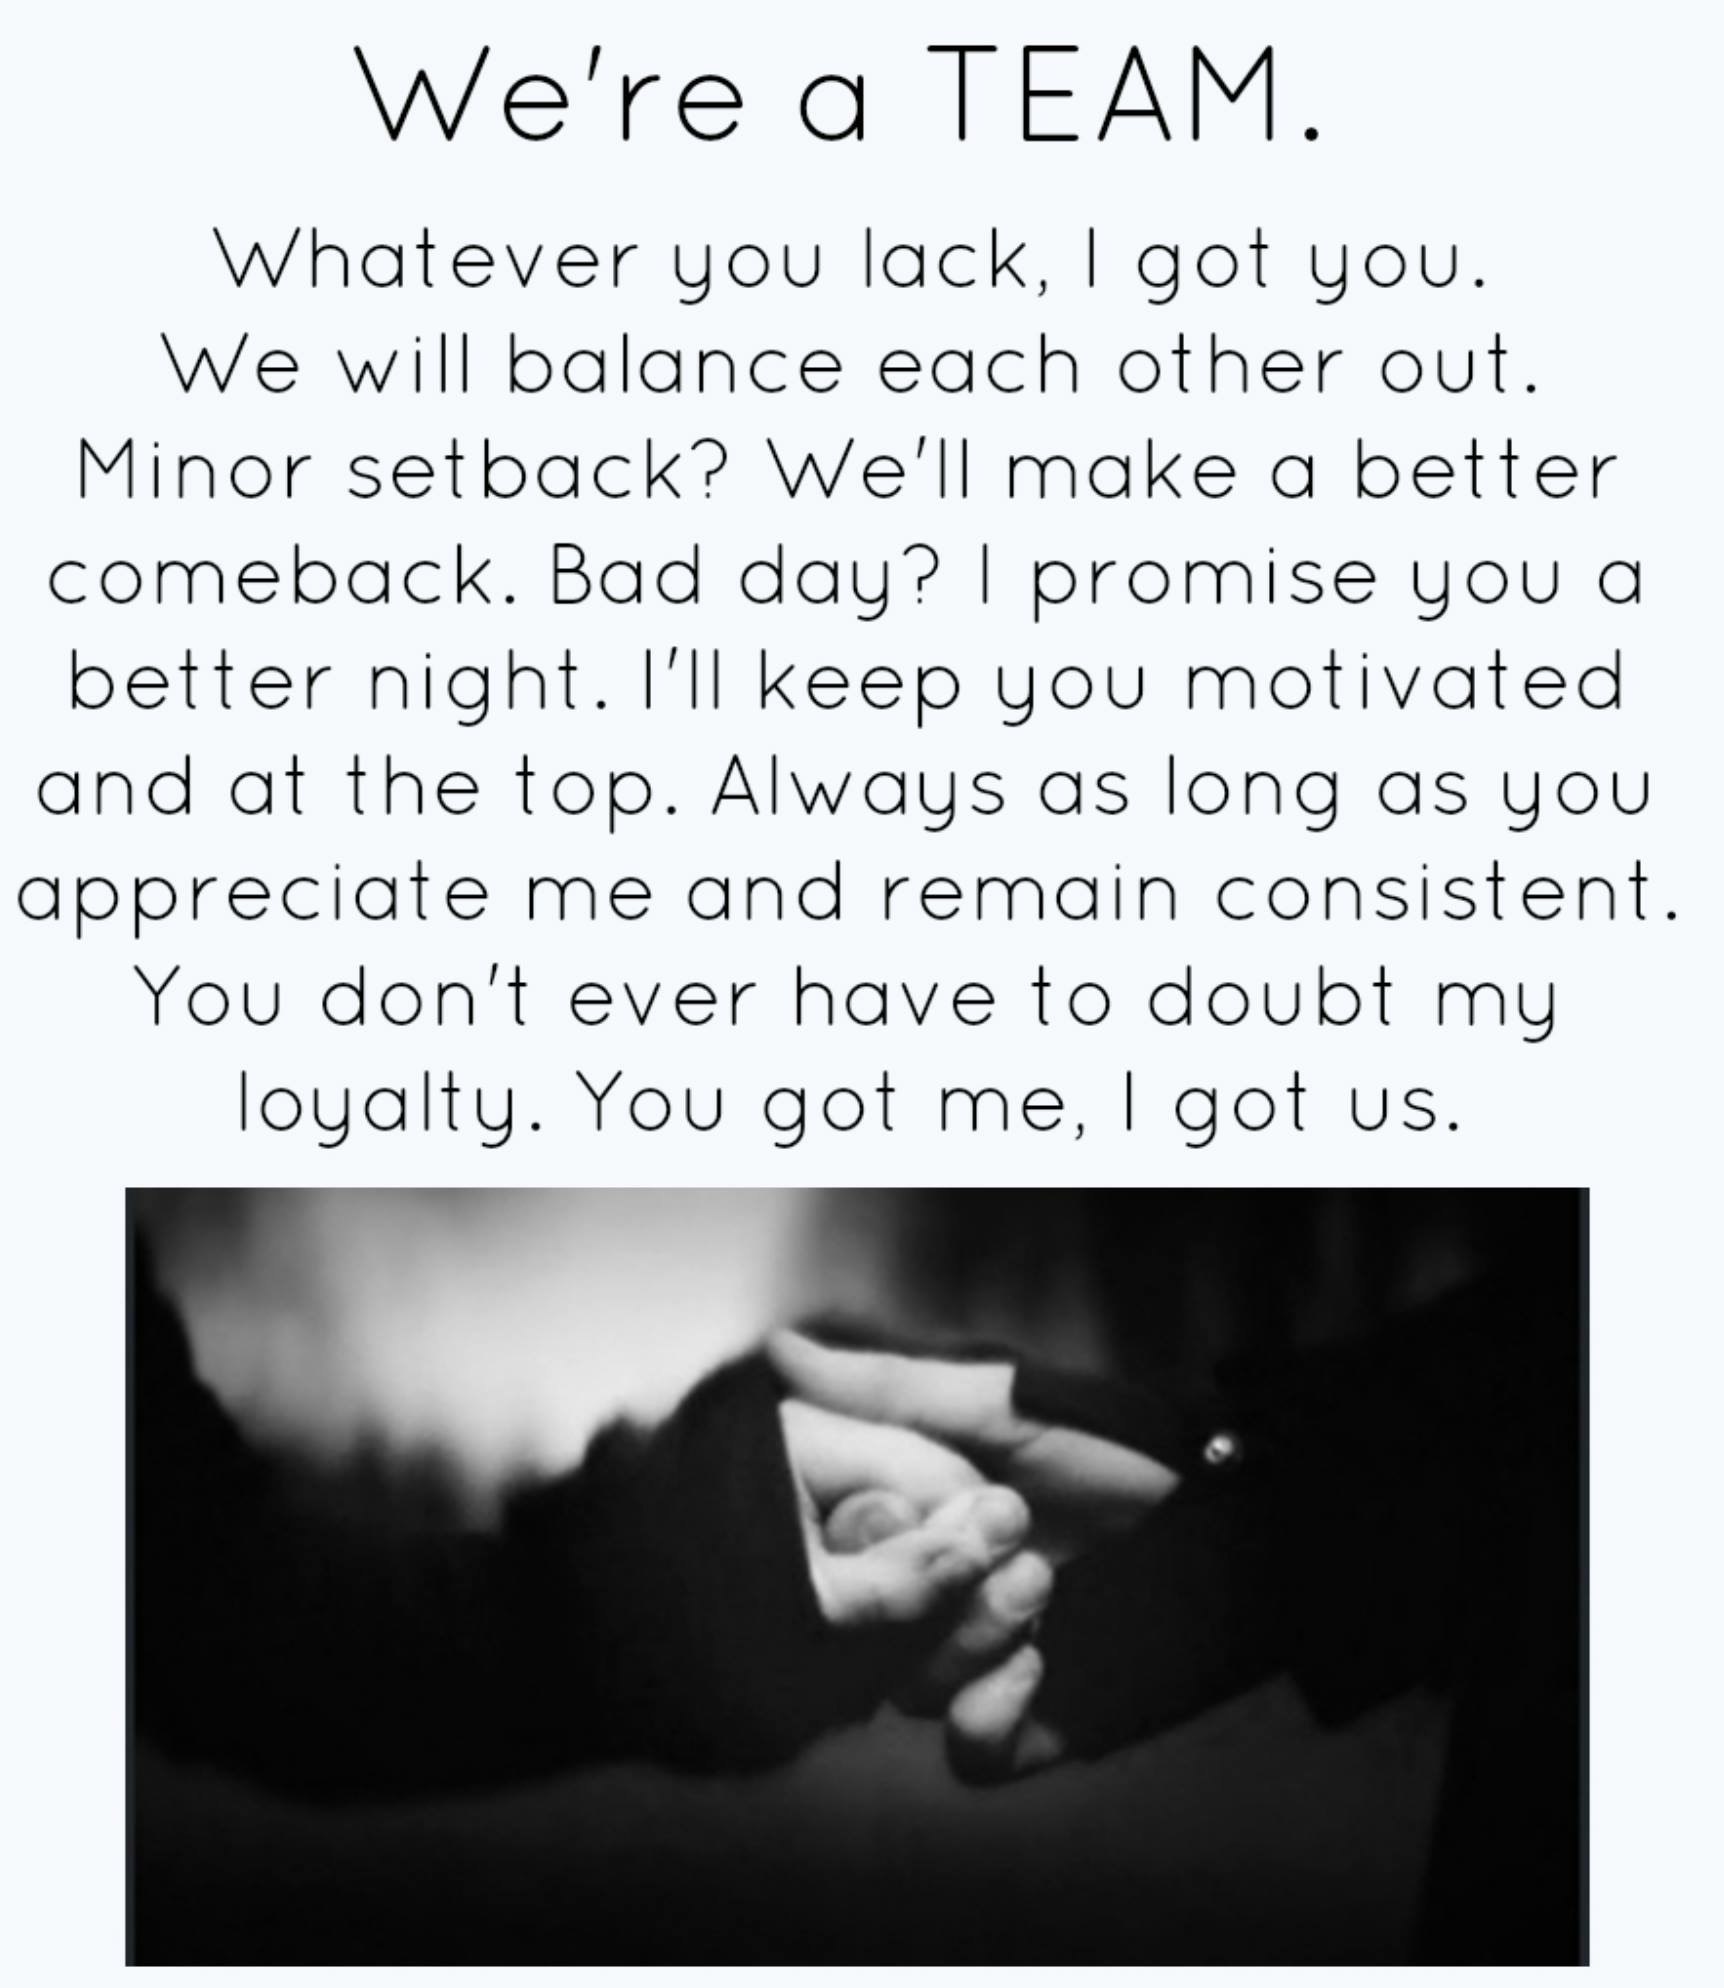 We're a TEAM.
Whatever you lack, I got you.
We will balance each other out.
Minor setback? We'll make a better
comeback. Bad day? I promise you a
better night. I'll keep you motivated
and at the top. Always as long as you
appreciate me and remain consistent.
You don't ever have to doubt my
loyalty. You got me, I got us.